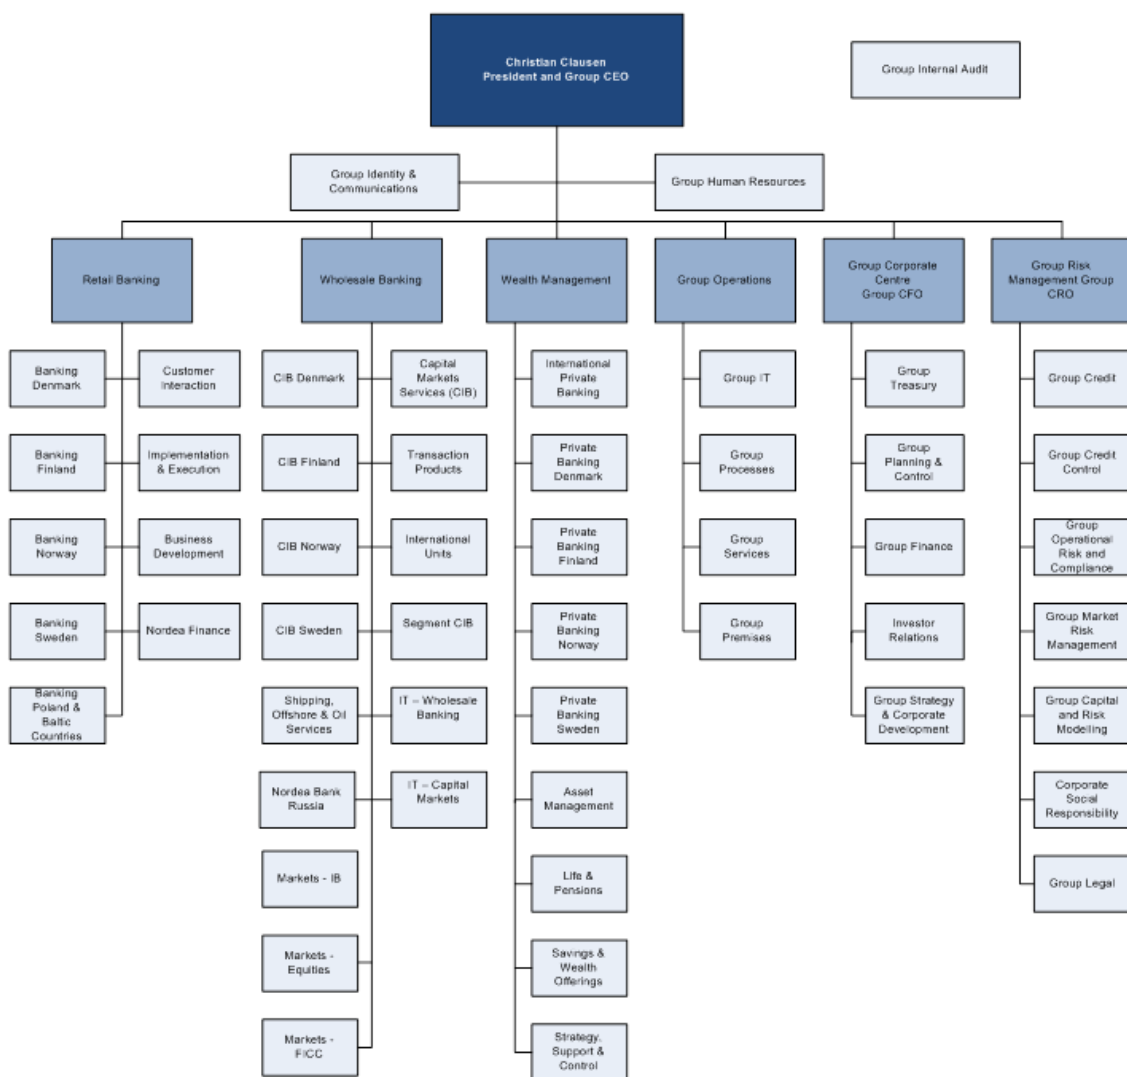 Christian Clausen
President and Group CEO
Group Internal Audit
Group Identity &
Communications
Group Human Resources
Retail Banking
Wholesale Banking
Wealth Management
Group Operations
Group Corporate
Centre
Group CFO
Group Risk
Management Group
CRO
Banking
Denmark
Customer
Interaction
Banking
Finland
Implementation
& Execution
Banking
Norway
Business
Development
Banking
Sweden
Nordea Finance
Banking
Poland &
Baltic
Countries
CIB Denmark
Capital
Markets
Services (CIB)
CIB Finland
Transaction
Products
CIB Norway
International
Units
CIB Sweden
Segment CIB
Shipping,
Offshore & Oil
Services
IT – Wholesale
Banking
Nordea Bank
Russia
IT – Capital
Markets
Markets - IB
Markets -
Equities
Markets -
FICC
International
Private
Banking
Private
Banking
Denmark
Private
Banking
Finland
Private
Banking
Norway
Private
Banking
Sweden
Asset
Management
Life &
Pensions
Savings &
Wealth
Offerings
Strategy,
Support &
Control
Group IT
Group
Processes
Group
Services
Group
Premises
Group
Treasury
Group
Planning &
Control
Group Finance
Investor
Relations
Group Strategy
& Corporate
Development
Group Credit
Group Credit
Control
Group
Operational
Risk and
Compliance
Group Market
Risk
Management
Group Capital
and Risk
Modelling
Corporate
Social
Responsibility
Group Legal